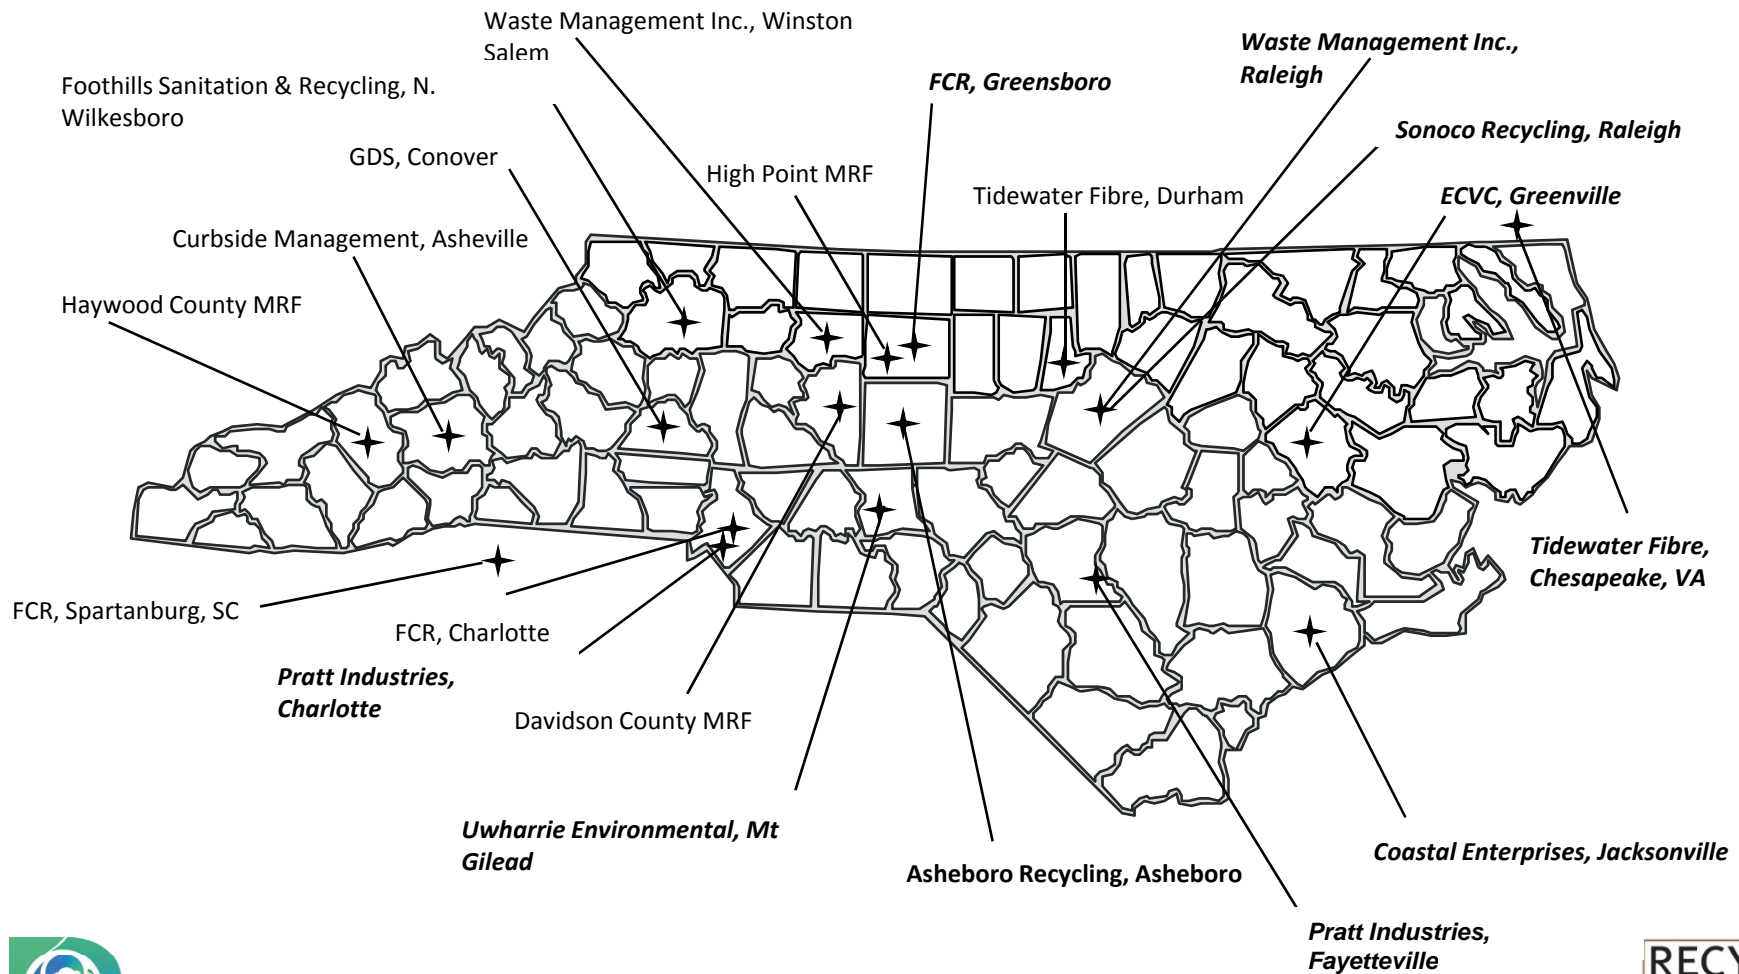 Waste Management Inc., Winston
Salem
Waste Management Inc.,
Raleigh
Foothills Sanitation & Recycling, N.
Wilkesboro
FCR, Greensboro
Sonoco Recycling, Raleigh
GDS, Conover
High Point MRF
Tidewater Fibre, Durham
ECVC, Greenville
Curbside Management, Asheville
Haywood County MRF
Tidewater Fibre,
Chesapeake, VA
FCR, Spartanburg, SC
FCR, Charlotte
Pratt Industries,
Charlotte
Davidson County MRF
Uwharrie Environmental, Mt
Gilead
Asheboro Recycling, Asheboro
Coastal Enterprises, Jacksonville
Pratt Industries,
Fayetteville
RECY